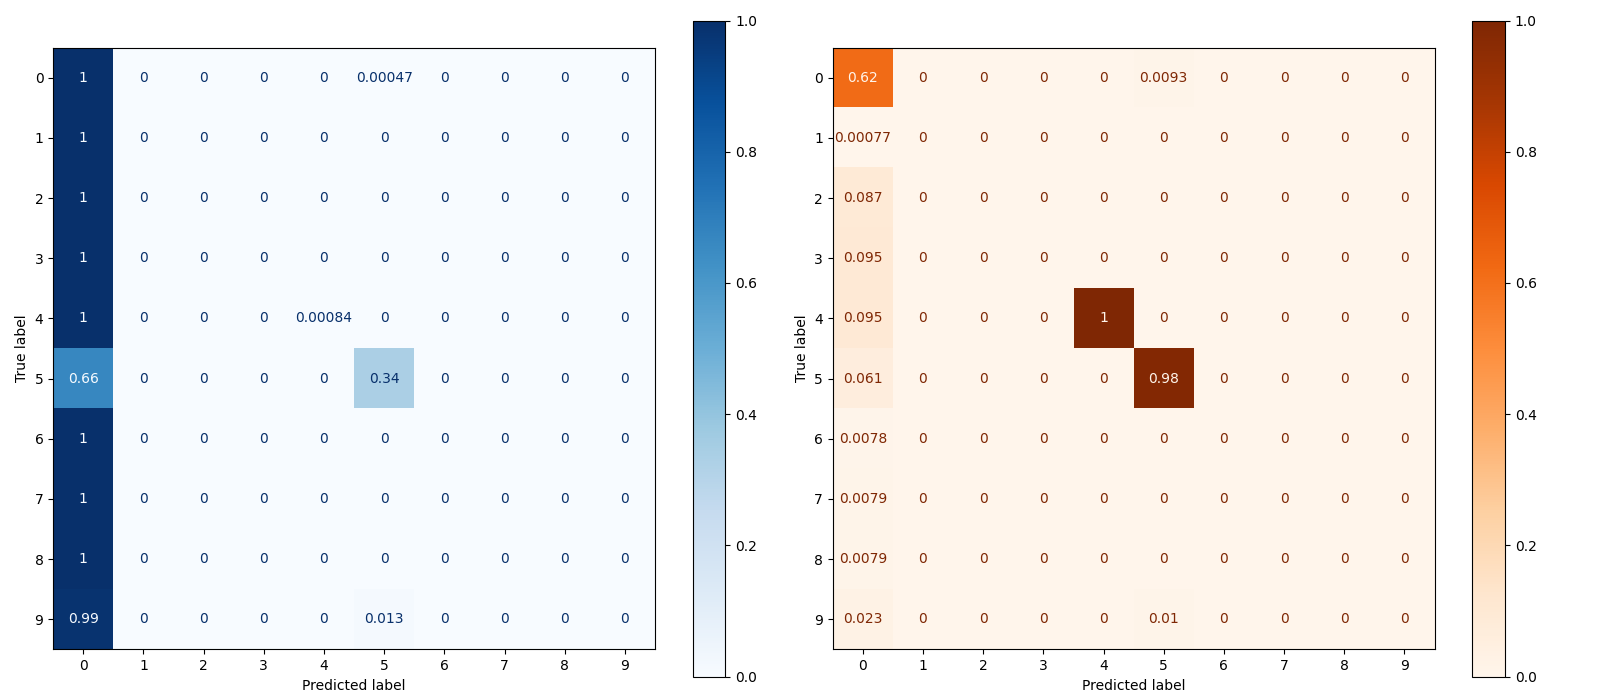 0 1 0 0 0 0 0.00047 0 0 0 0
1 1 0 0 0 0 0 0 0 0 0
2 1 0 0 0 0 0 0 0 0 0
3 1 0 0 0 0 0 0 0 0 0
4 1 0 0 0 0.00084 0 0 0 0 0
5 0.66 0 0 0 0 0.34 0 0 0 0
6 1 0 0 0 0 0 0 0 0 0
7 1 0 0 0 0 0 0 0 0 0
8 1 0 0 0 0 0 0 0 0 0
9 0.99 0 0 0 0 0.013 0 0 0 0
0 1 2 3 4 5 6 7 8 9
True label
Predicted label
1.0
0.8
0.6
0.4
0.2
0.0
0 0.62 0 0 0 0 0.0093 0 0 0 0
1 0.00077 0 0 0 0 0 0 0 0 0
2 0.087 0 0 0 0 0 0 0 0 0
3 0.095 0 0 0 0 0 0 0 0 0
4 0.095 0 0 0 1 0 0 0 0 0
5 0.061 0 0 0 0 0.98 0 0 0 0
6 0.0078 0 0 0 0 0 0 0 0 0
7 0.0079 0 0 0 0 0 0 0 0 0
8 0.0079 0 0 0 0 0 0 0 0 0
9 0.023 0 0 0 0 0.01 0 0 0 0
0 1 2 3 4 5 6 7 8 9
True label
Predicted label
1.0
0.8
0.6
0.4
0.2
0.0